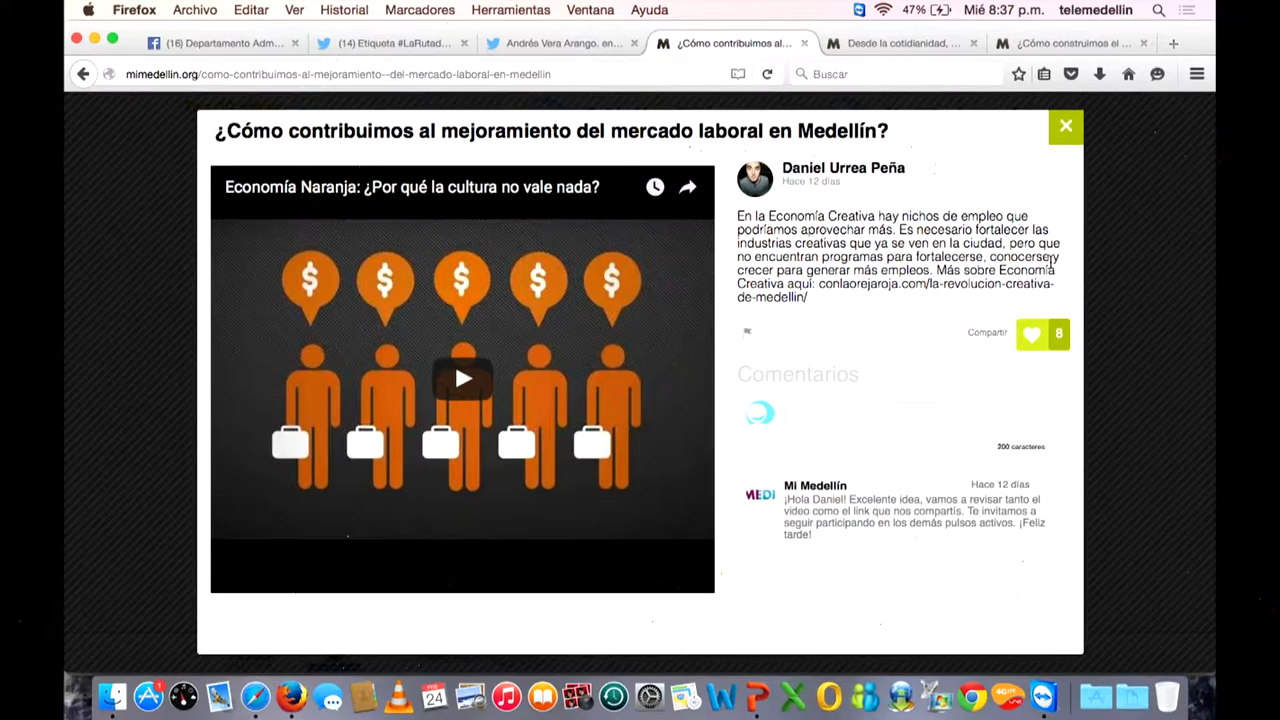 Firefox Archivo Editar Ver Historial Marcadores Herramientas Ventana Ayuda 47% Mié 8:37 p.m. telemedellin
(16) Departamento Adm... × (14) Etiqueta #LaRutad... × Andrés Vera Arango. en... × ¿Cómo contribuimos al... × Desde la cotidianidad, ... × ¿Cómo construimos el ... × +
mimedellin.org/como-contribuimos-al-mejoramiento--del-mercado-laboral-en-medellin Buscar
¿Cómo contribuimos al mejoramiento del mercado laboral en Medellín? ×
Economía Naranja: ¿Por qué la cultura no vale nada?
$ $ $ $ $
Daniel Urrea Peña
Hace 12 días
En la Economía Creativa hay nichos de empleo que
podríamos aprovechar más. Es necesario fortalecer las
industrias creativas que ya se ven en la ciudad, pero que
no encuentran programas para fortalecerse, conocerse y
crecer para generar más empleos. Más sobre Economía
Creativa aquí: conlaorejaroja.com/la-revolucion-creativa-
de-medellin/
Compartir 8
Comentarios
200 caracteres
MEDI Mi Medellín Hace 12 días
¡Hola Daniel! Excelente idea, vamos a revisar tanto el
video como el link que nos compartís. Te invitamos a
seguir participando en los demás pulsos activos. ¡Feliz
tarde!
1
FEB
24
4G